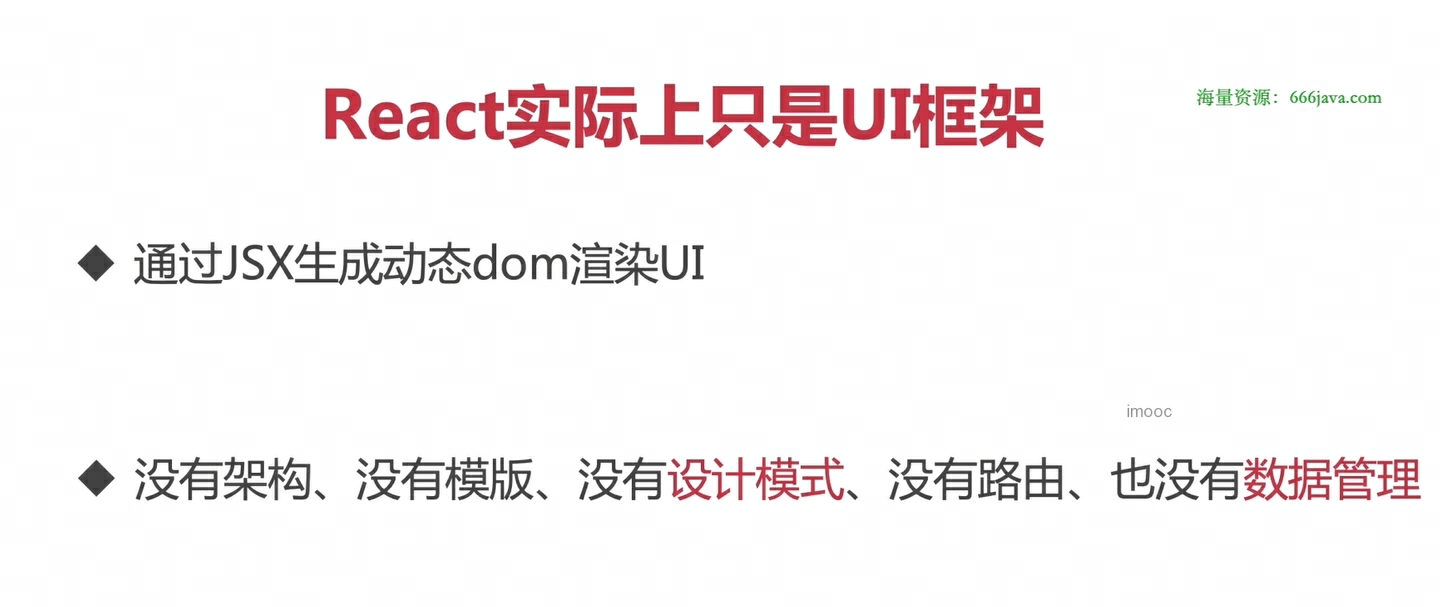 React实际上只是UI框架
海量资源：666java.com
◆ 通过JSX生成动态dom渲染UI
imooc
◆ 没有架构、没有模版、没有设计模式、没有路由、也没有数据管理